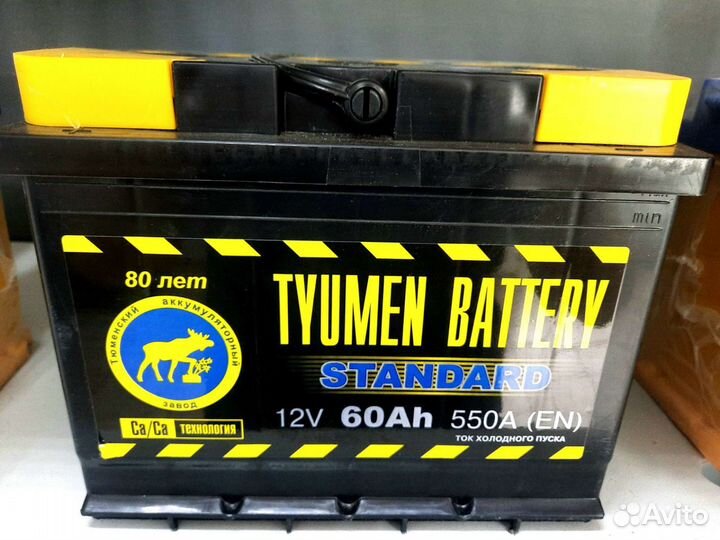 min
80 лет
Тюменский аккумуляторный
завод
Ca/Ca технология
TYUMEN BATTERY
STANDARD
12V 60Ah 550A (EN)
ТОК ХОЛОДНОГО ПУСКА
Avito